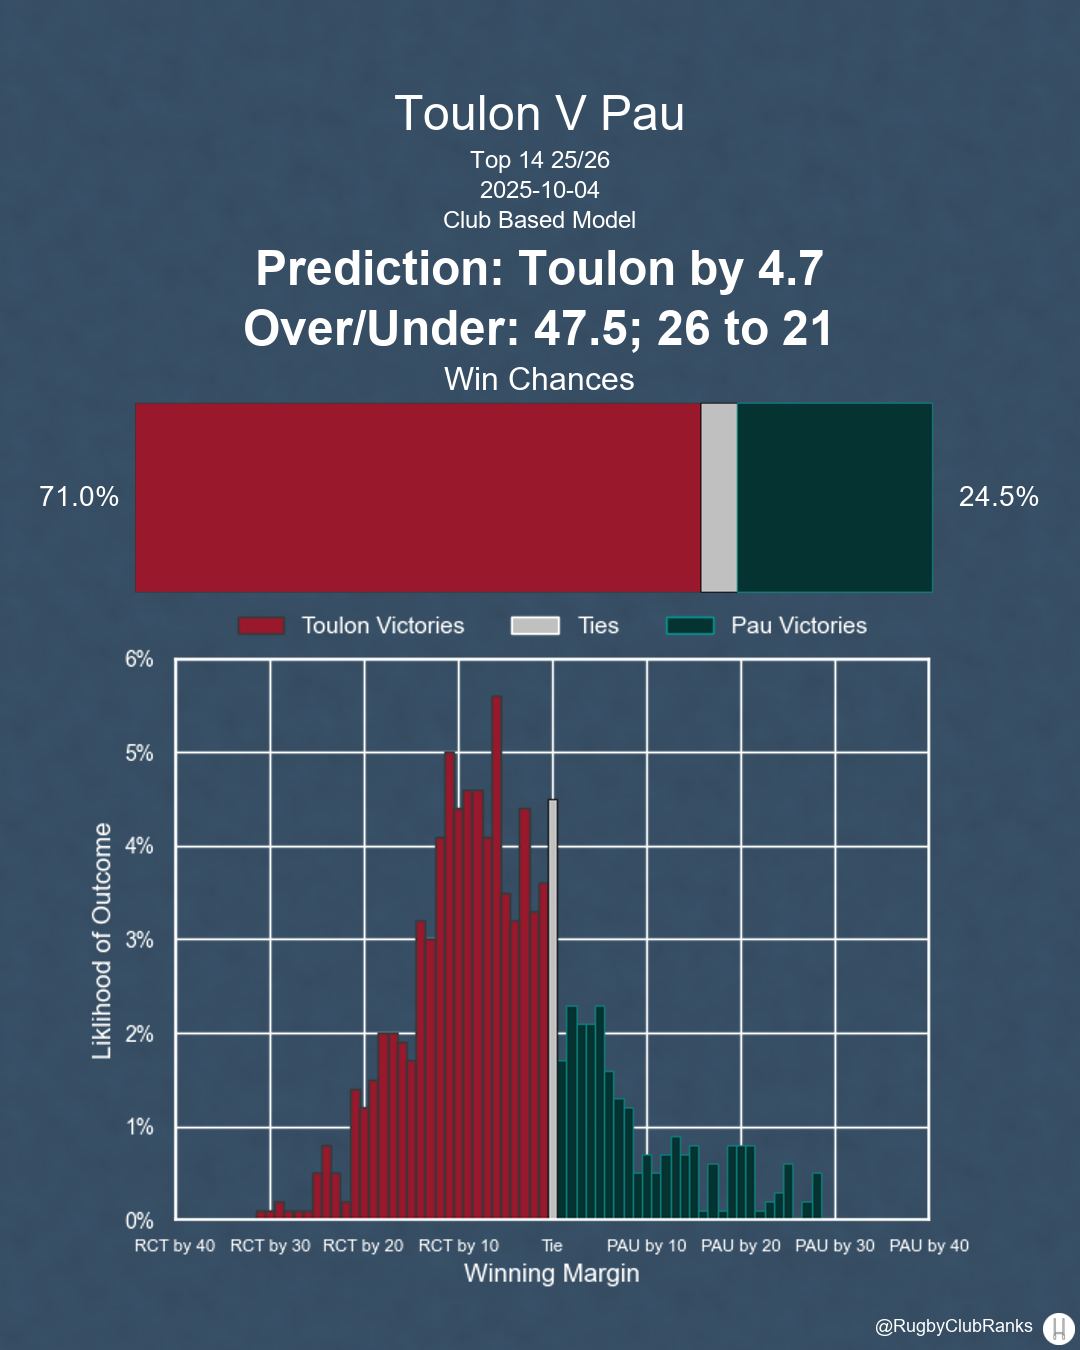 Toulon V Pau
Top 14 25/26
2025-10-04
Club Based Model
Prediction: Toulon by 4.7
Over/Under: 47.5; 26 to 21
Win Chances
71.0%
24.5%
Toulon Victories
Ties
Pau Victories
6%
5%
4%
3%
2%
1%
0%
Liklihood of Outcome
RCT by 40
RCT by 30
RCT by 20
RCT by 10
Tie
PAU by 10
PAU by 20
PAU by 30
PAU by 40
Winning Margin
@RugbyClubRanks